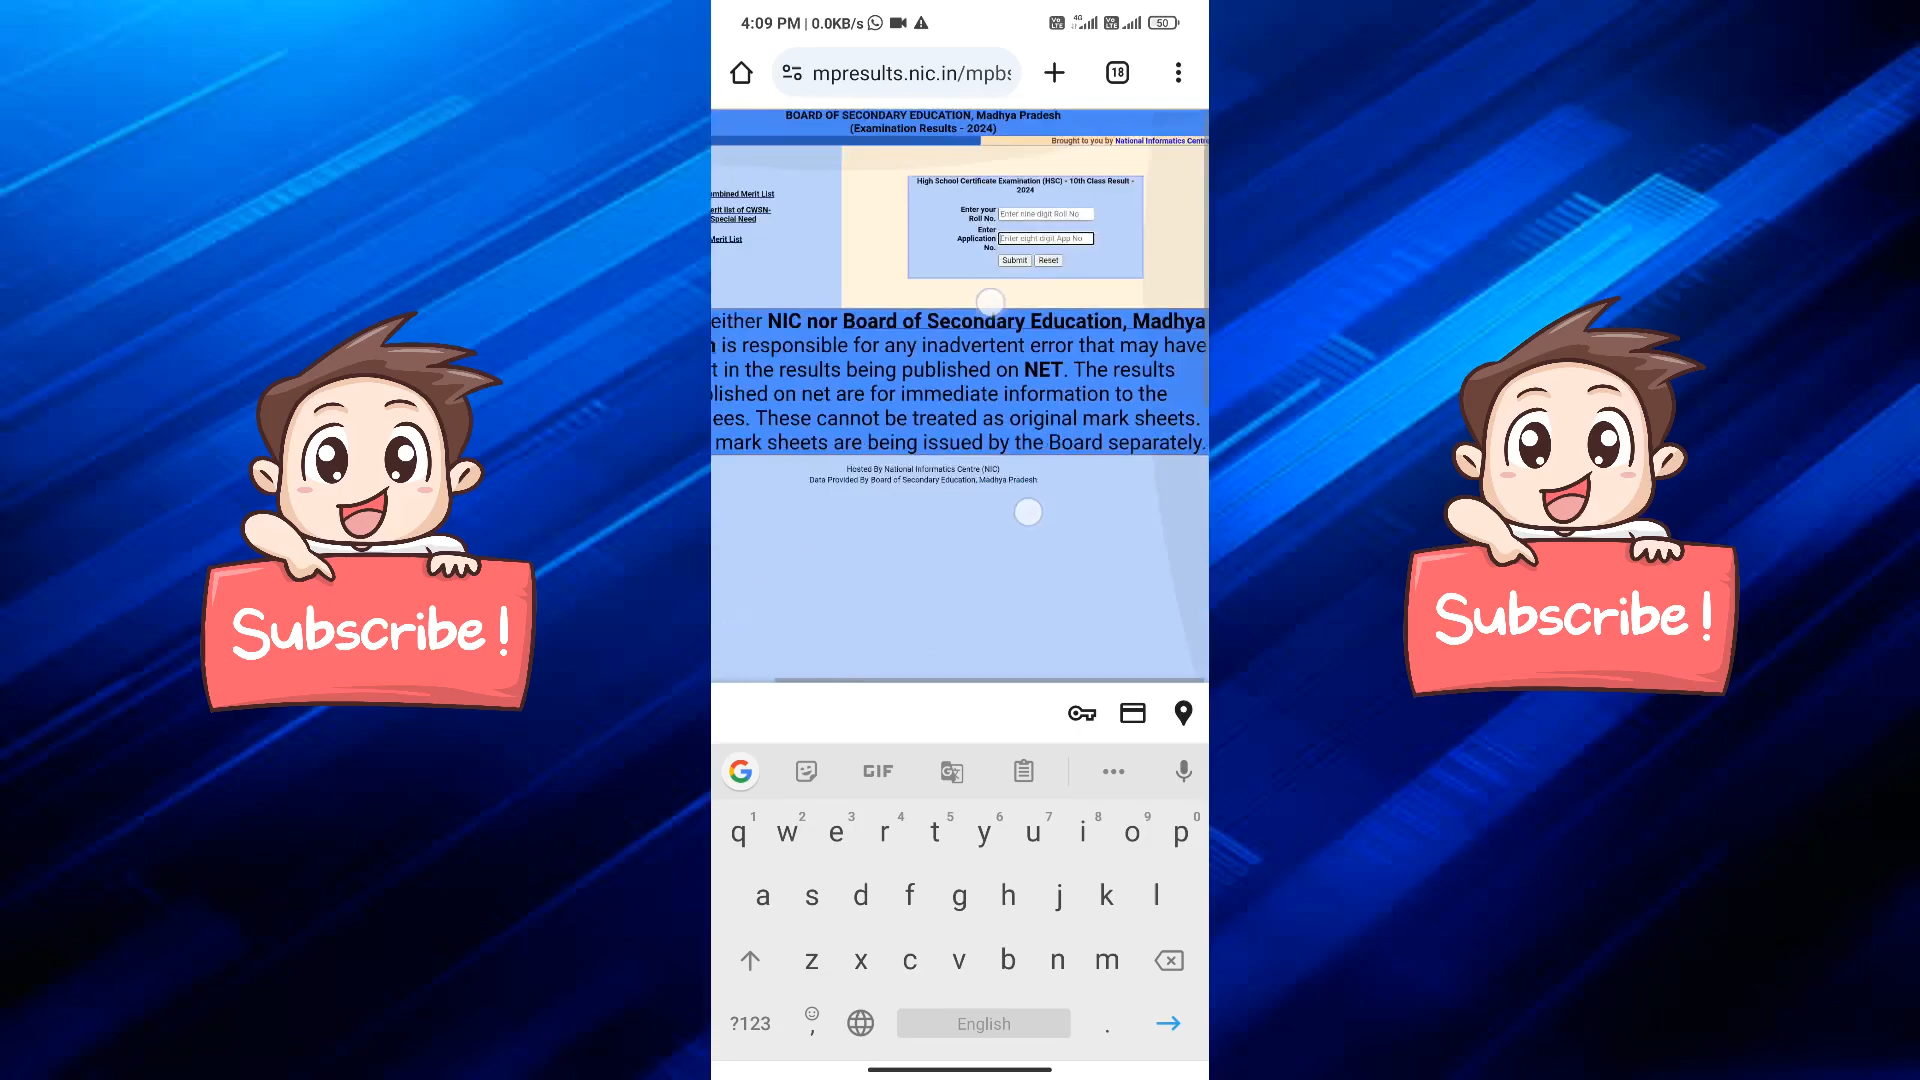 4:09 PM | 0.0KB/s
4G
50
mpresults.nic.in/mpbs
18
BOARD OF SECONDARY EDUCATION, Madhya Pradesh
(Examination Results - 2024)
Brought to you by National Informatics Centre
High School Certificate Examination (HSC) - 10th Class Result -
2024
ombined Merit List
erit list of CWSN-
Special Need
Merit List
Enter your
Roll No.
Enter nine digit Roll No
Enter
Application
No.
Enter eight digit App No
Submit
Reset
either NIC nor Board of Secondary Education, Madhya
is responsible for any inadvertent error that may have
t in the results being published on NET. The results
blished on net are for immediate information to the
ees. These cannot be treated as original mark sheets.
mark sheets are being issued by the Board separately.
Hosted By National Informatics Centre (NIC)
Data Provided By Board of Secondary Education, Madhya Pradesh
Subscribe!
Subscribe!
GIF
1 2 3 4 5 6 7 8 9 0
q w e r t y u i o p
a s d f g h j k l
z x c v b n m
?123 , English .